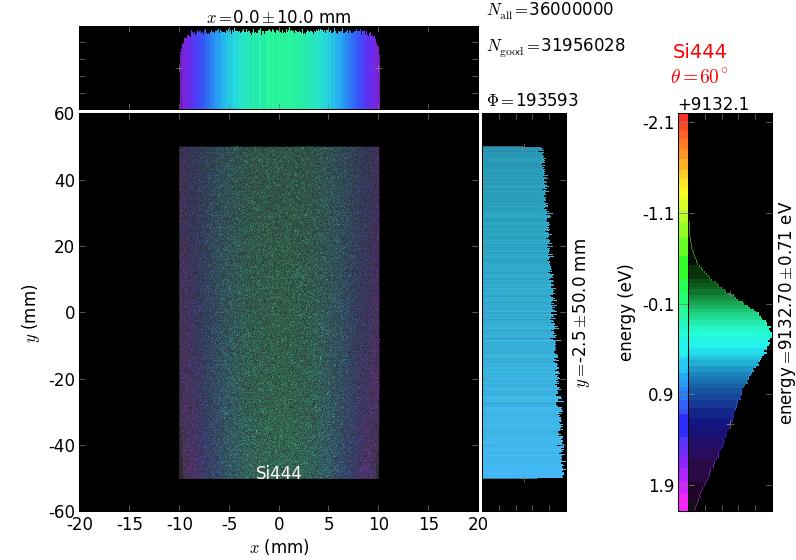 x = 0.0 ± 10.0 mm
N_all = 36000000
N_good = 31956028
Φ = 193593
Si444
θ = 60°
+9132.1
60
40
20
0
-20
-40
-60
y (mm)
Si444
-20
-15
-10
-5
0
5
10
15
20
x (mm)
y = -2.5 ± 50.0 mm
energy (eV)
-2.1
-1.1
-0.1
0.9
1.9
energy = 9132.70 ± 0.71 eV